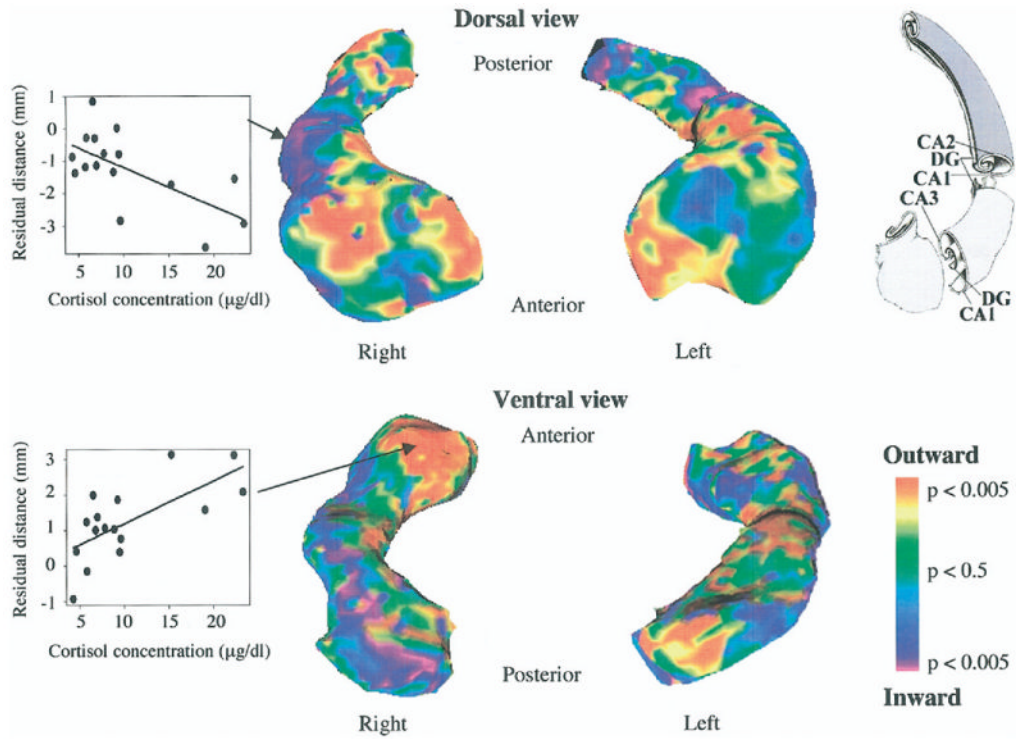 Dorsal view
Posterior
Residual distance (mm)
1
0
-1
-2
-3
5
10
15
20
Cortisol concentration (µg/dl)
Anterior
Right
Left
CA2
DG
CA1
CA3
DG
CA1
Ventral view
Anterior
Residual distance (mm)
3
2
1
0
-1
5
10
15
20
Cortisol concentration (µg/dl)
Posterior
Right
Left
Outward
p < 0.005
p < 0.5
p < 0.005
Inward